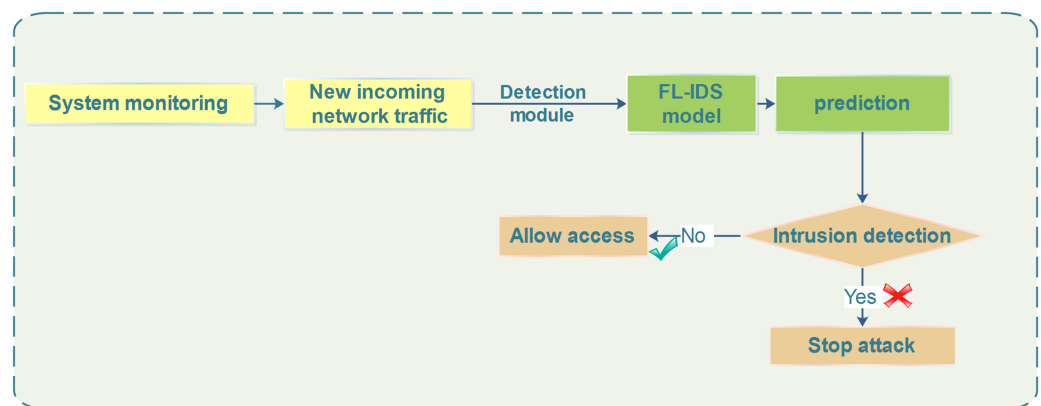 System monitoring
New incoming
network traffic
Detection
module
FL-IDS
model
prediction
Allow access
No
Intrusion detection
Yes
Stop attack